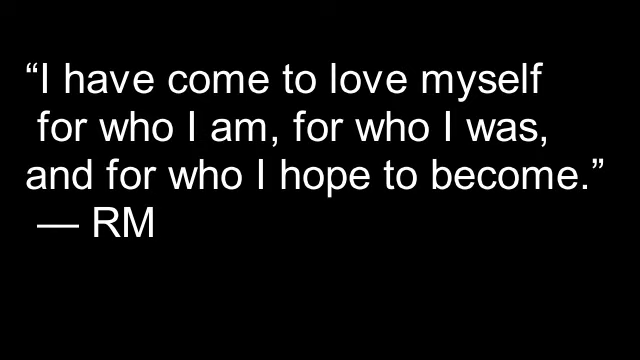 “I have come to love myself
for who I am, for who I was,
and for who I hope to become.”
— RM